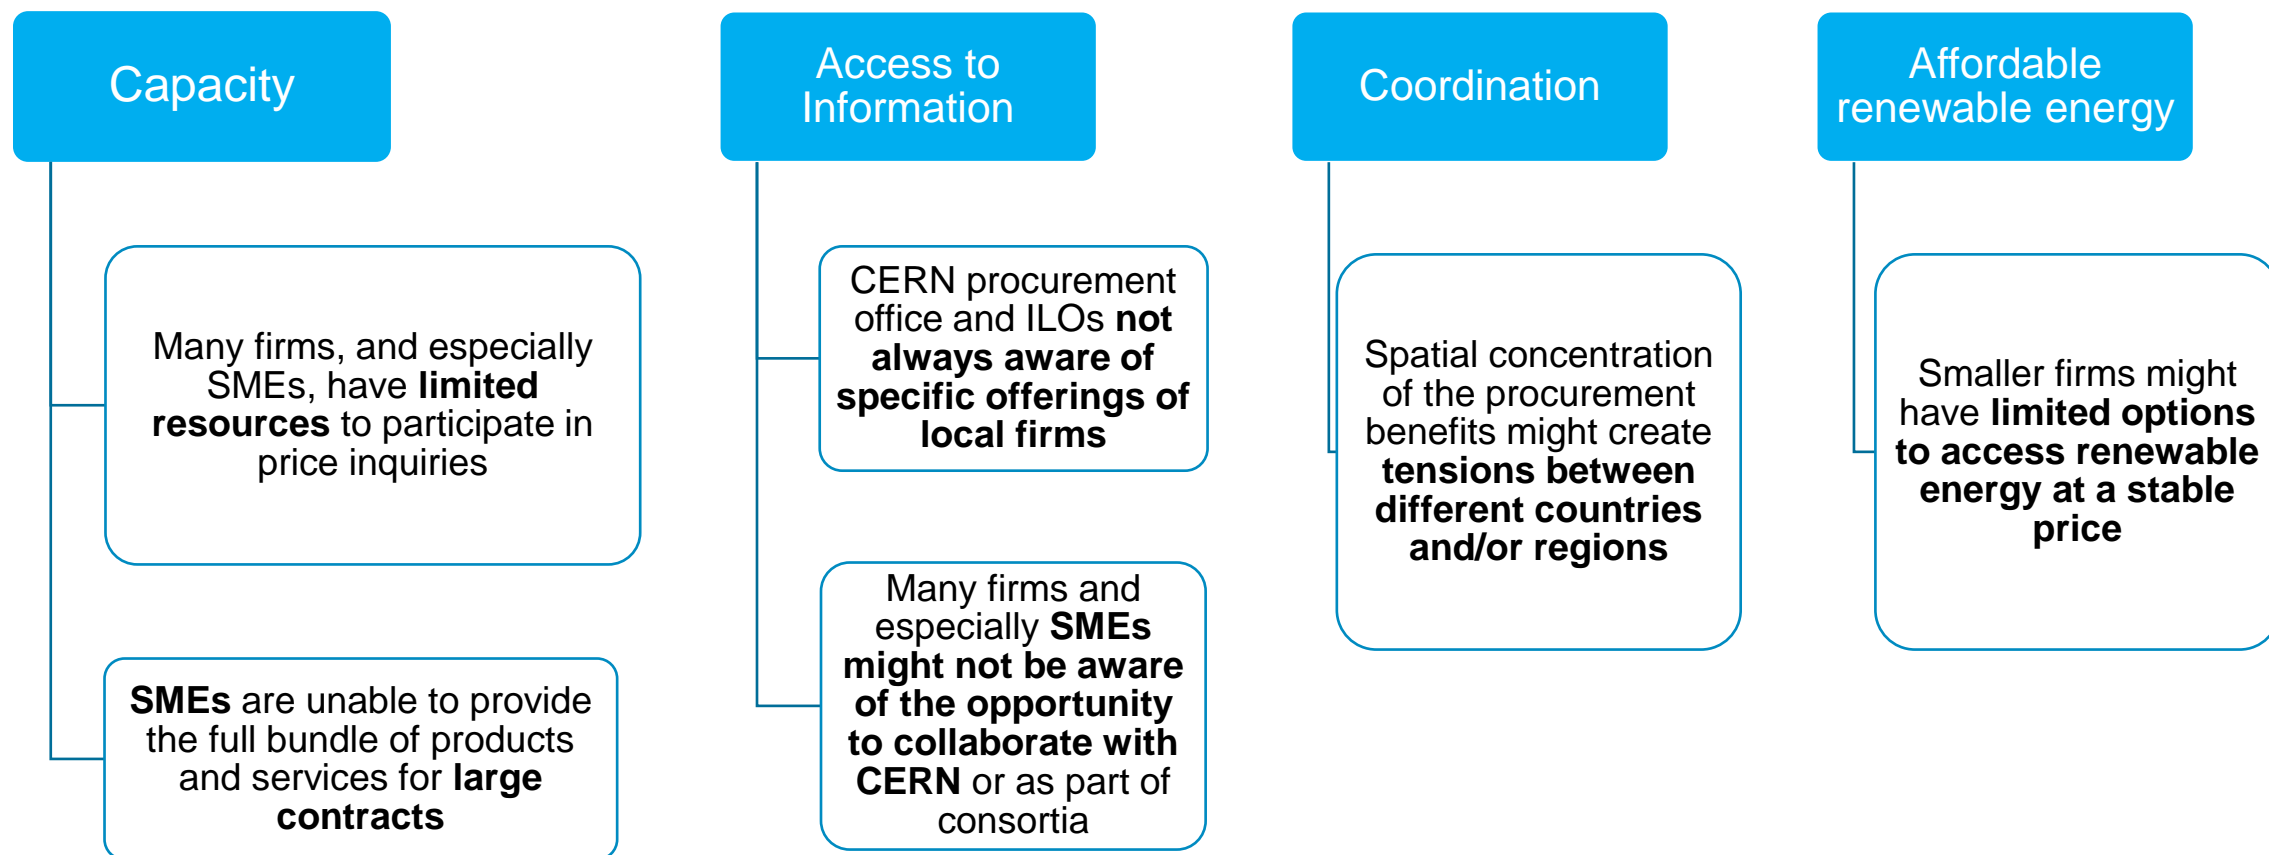 Capacity
Many firms, and especially
SMEs, have limited
resources to participate in
price inquiries
SMEs are unable to provide
the full bundle of products
and services for large
contracts
Access to
Information
CERN procurement
office and ILOs not
always aware of
specific offerings of
local firms
Many firms and
especially SMEs
might not be aware
of the opportunity
to collaborate with
CERN or as part of
consortia
Coordination
Spatial concentration
of the procurement
benefits might create
tensions between
different countries
and/or regions
Affordable
renewable energy
Smaller firms might
have limited options
to access renewable
energy at a stable
price